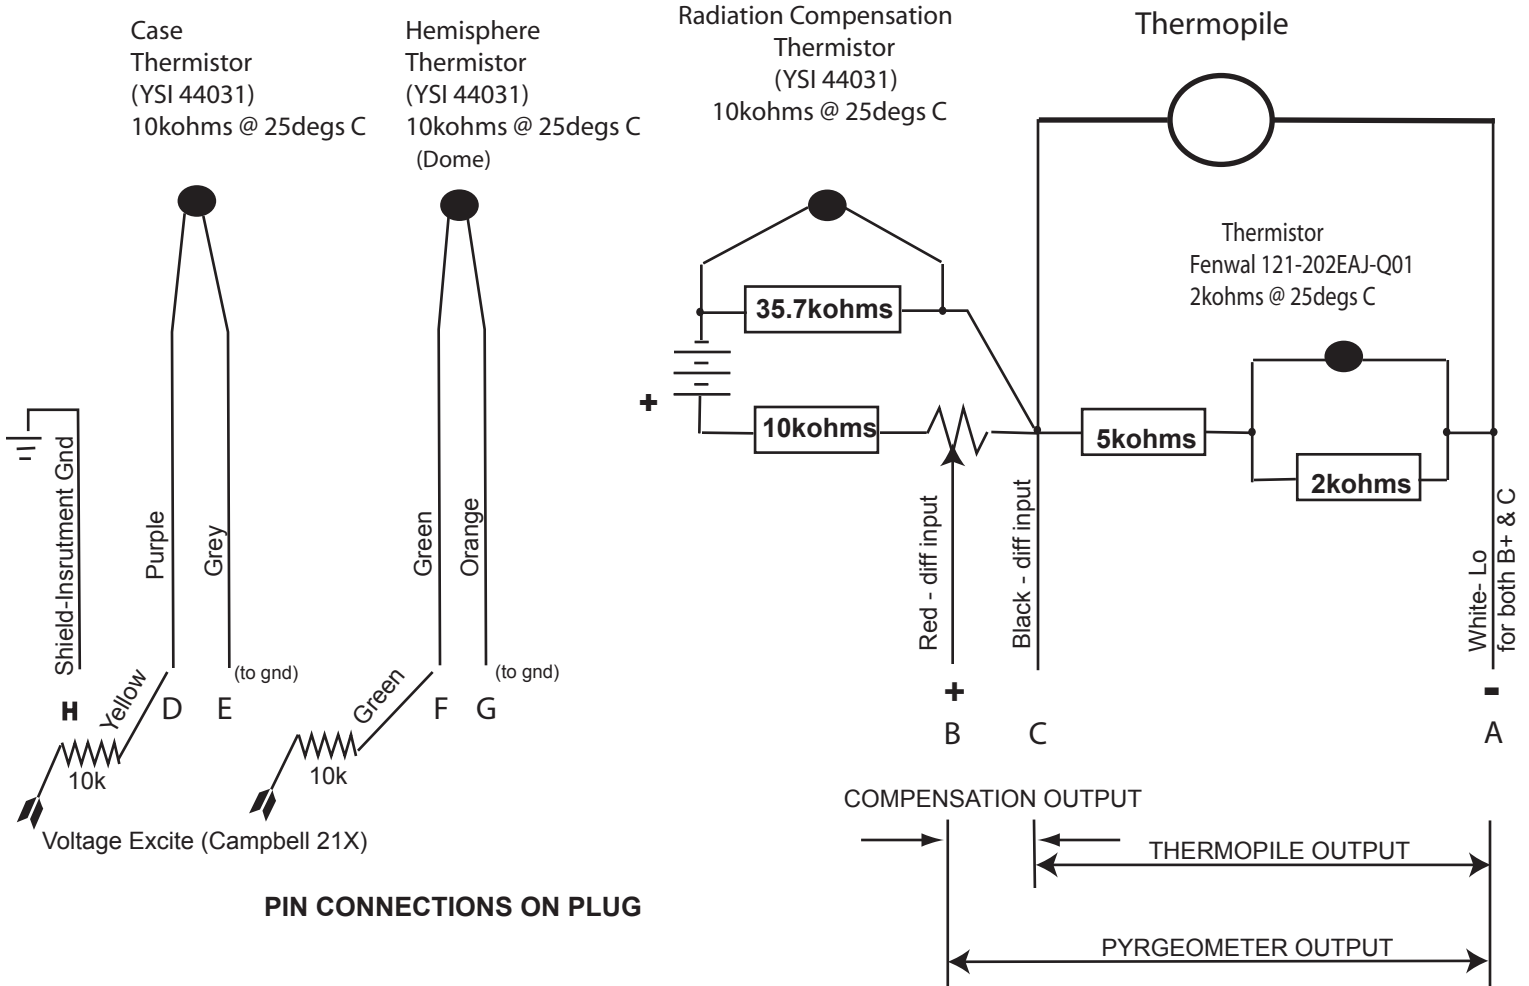 Case
Thermistor
(YSI 44031)
10kohms @ 25degs C
Hemisphere
Thermistor
(YSI 44031)
10kohms @ 25degs C
(Dome)
Radiation Compensation
Thermistor
(YSI 44031)
10kohms @ 25degs C
Thermopile
Thermistor
Fenwal 121-202EAJ-Q01
2kohms @ 25degs C
35.7kohms
+
10kohms
5kohms
2kohms
Shield-Insrutment Gnd
Purple
Grey
Green
Orange
Red - diff input
Black - diff input
White- Lo
for both B+ & C
(to gnd)
(to gnd)
Yellow
Green
H
D
E
F
G
+
-
B
C
A
10k
10k
Voltage Excite (Campbell 21X)
COMPENSATION OUTPUT
THERMOPILE OUTPUT
PIN CONNECTIONS ON PLUG
PYRGEOMETER OUTPUT